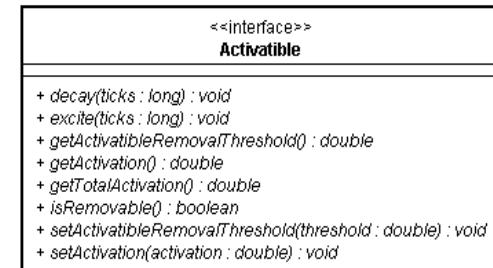 <<interface>>
Activatible
+ decay(ticks : long) : void
+ excite(ticks : long) : void
+ getActivatibleRemovalThreshold() : double
+ getActivation() : double
+ getTotalActivation() : double
+ isRemovable() : boolean
+ setActivatibleRemovalThreshold(threshold : double) : void
+ setActivation(activation : double) : void